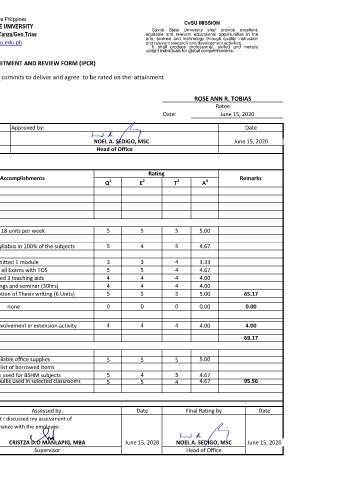 e Philippines
E UNIVERSITY
Tanza/Gen.Trias
su.edu.ph
CvSU MISSION
Cavite State University shall provide excellent,
equitable and relevant educational opportunities in the
arts, science and technology through quality instruction
and relevant research and development activities.
It shall produce professional, skilled and morally
upright individuals for global competitiveness.
MITMENT AND REVIEW FORM (IPCR)
commits to deliver and agree to be rated on the attainment
ROSE ANN R. TOBIAS
Ratee
Date: June 15, 2020
Approved by: Date
NOEL A. SEDIGO, MSC June 15, 2020
Head of Office
Accomplishments Rating Remarks
Q1 E2 T3 A4
18 units per week 5 5 5 5.00
yllabus in 100% of the subjects 5 4 5 4.67
mitted 1 module 3 3 4 3.33
all Exams with TOS 5 5 4 4.67
ed 3 teaching aids 4 4 4 4.00
ngs and seminar (30hrs) 4 4 4 4.00
ption of Thesis writing (6 Units) 5 5 5 5.00 65.17
none 0 0 0 0.00 0.00
volvement in extension activity 4 4 4 4.00 4.00
69.17
ilable office supplies 5 5 5 5.00
list of borrowed items
s used for BSHM subjects 5 4 5 4.67
bulbs used in selected classrooms 5 5 4 4.67 95.56
Assessed by: Date Final Rating by Date
t I discussed my assessment of
mance with the employee
CRISTZA D.O MANLAPIG, MBA June 15, 2020 NOEL A. SEDIGO, MSC June 15, 2020
Supervisor Head of Office